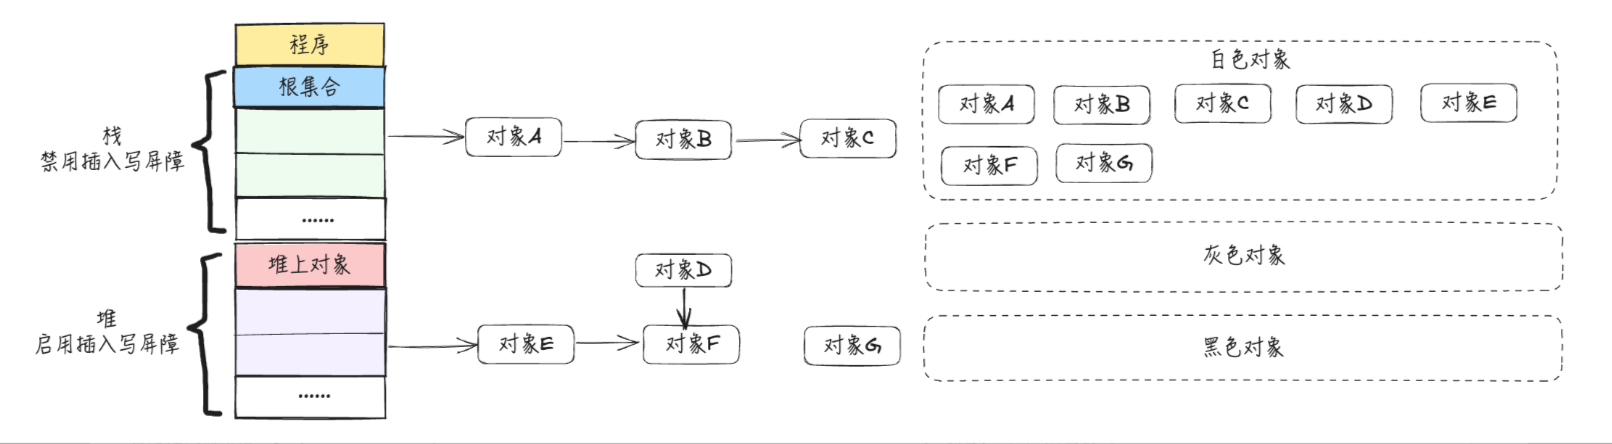 程序
根集合
......
栈
禁用插入写屏障
对象A
对象B
对象C
堆上对象
......
堆
启用插入写屏障
对象D
对象E
对象F
对象G
白色对象
对象A
对象B
对象C
对象D
对象E
对象F
对象G
灰色对象
黑色对象